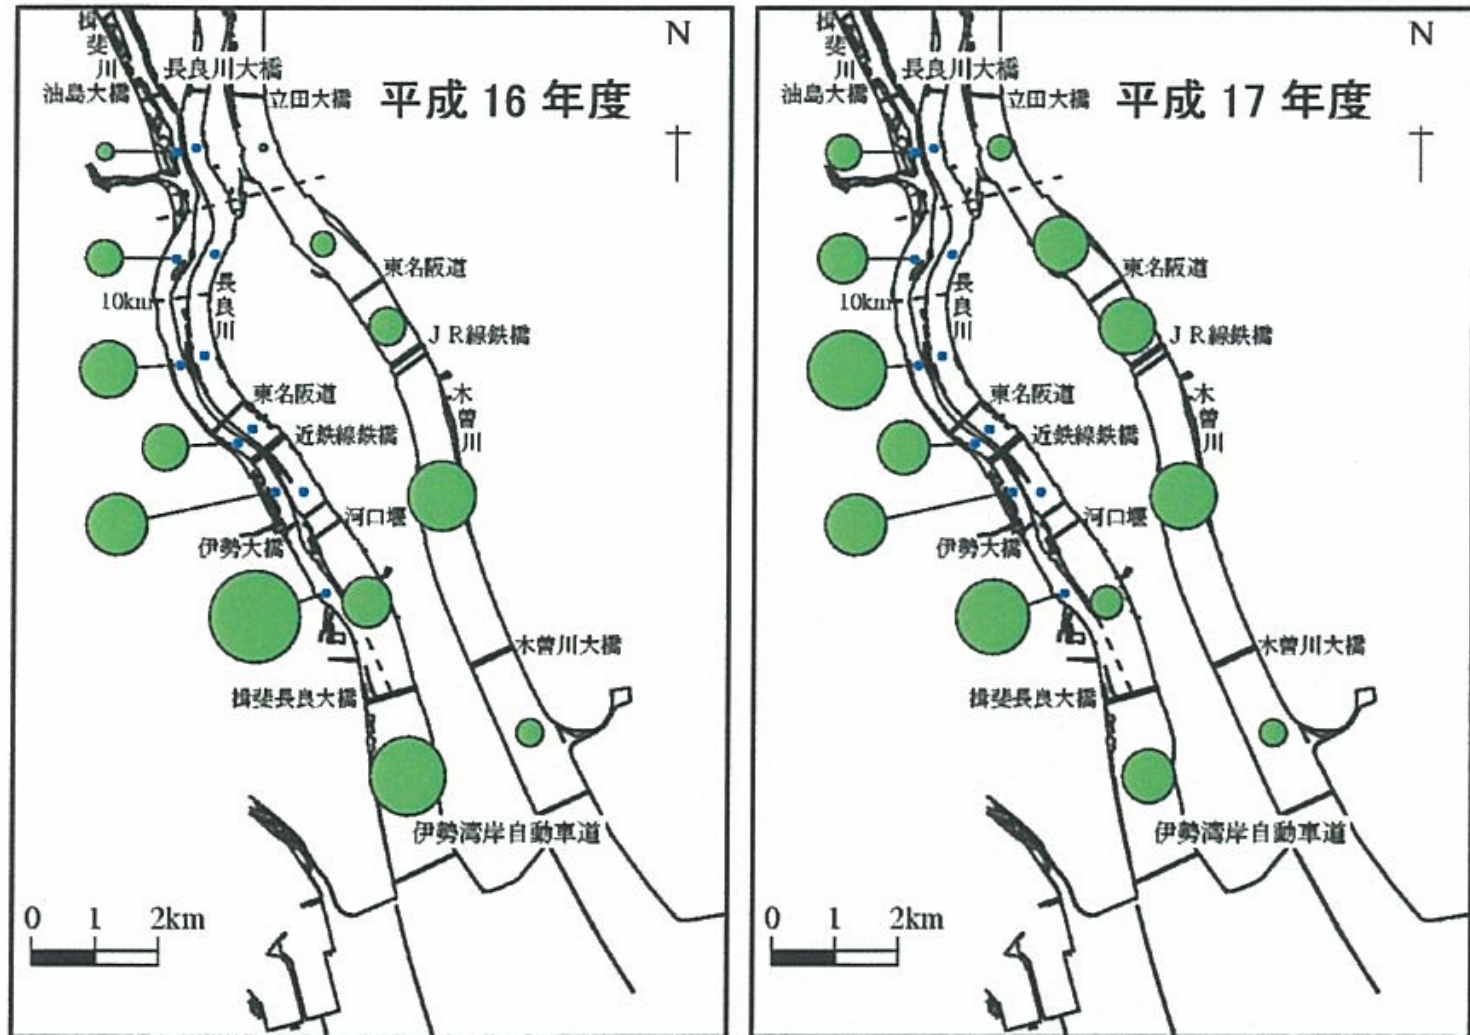 平成 16 年度
N
揖斐川
長良川大橋
油島大橋
立田大橋
東名阪道
10km
長良川
JR線鉄橋
東名阪道
木曽川
近鉄線鉄橋
河口堰
伊勢大橋
木曽川大橋
揖斐長良大橋
伊勢湾岸自動車道
0 1 2km
平成 17 年度
N
揖斐川
長良川大橋
油島大橋
立田大橋
東名阪道
10km
長良川
JR線鉄橋
東名阪道
木曽川
近鉄線鉄橋
河口堰
伊勢大橋
木曽川大橋
揖斐長良大橋
伊勢湾岸自動車道
0 1 2km